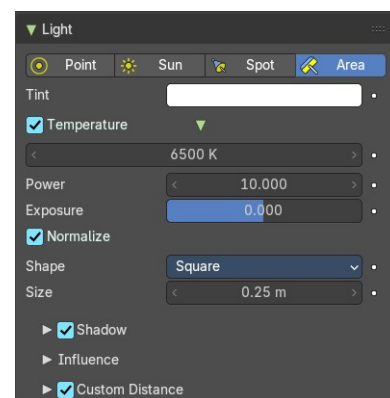 Light
Point Sun Spot Area
Tint
Temperature
6500 K
Power 10.000
Exposure 0.000
Normalize
Shape Square
Size 0.25 m
Shadow
Influence
Custom Distance